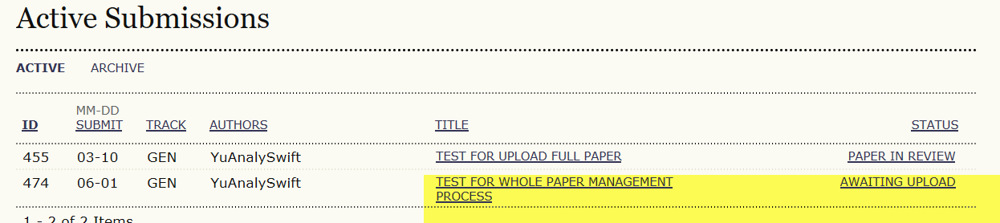 Active Submissions
ACTIVE ARCHIVE
MM-DD
ID SUBMIT TRACK AUTHORS TITLE STATUS
455 03-10 GEN YuAnalySwift TEST FOR UPLOAD FULL PAPER PAPER IN REVIEW
474 06-01 GEN YuAnalySwift TEST FOR WHOLE PAPER MANAGEMENT AWAITING UPLOAD
PROCESS
1 - 2 of 2 Items